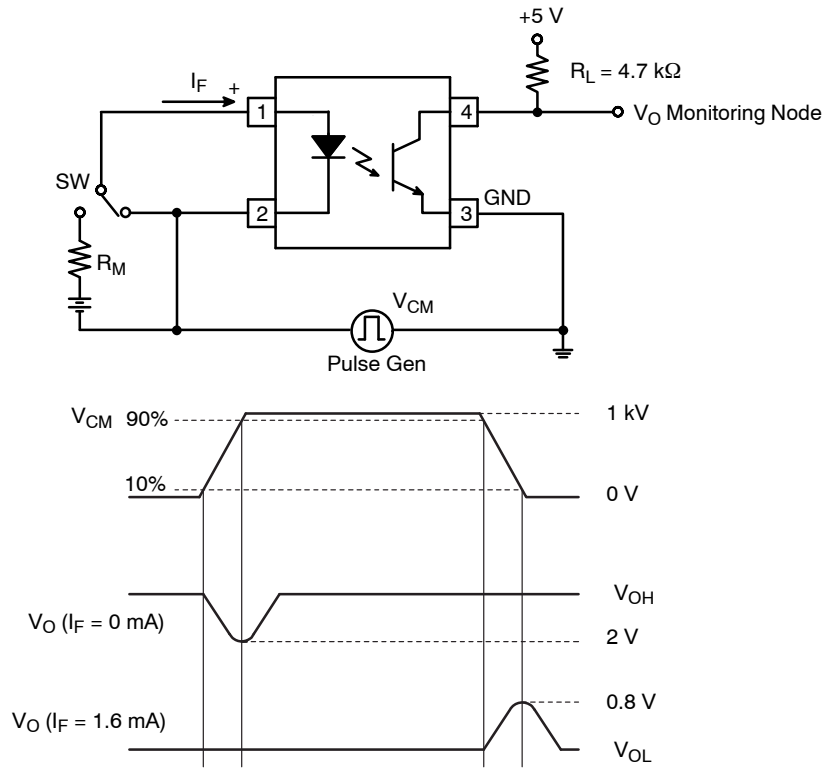 +5 V
I_F +
R_L = 4.7 kΩ
1
4
V_O Monitoring Node
SW
2
3
GND
R_M
V_CM
Pulse Gen
V_CM 90%
1 kV
10%
0 V
V_OH
V_O (I_F = 0 mA)
2 V
0.8 V
V_O (I_F = 1.6 mA)
V_OL